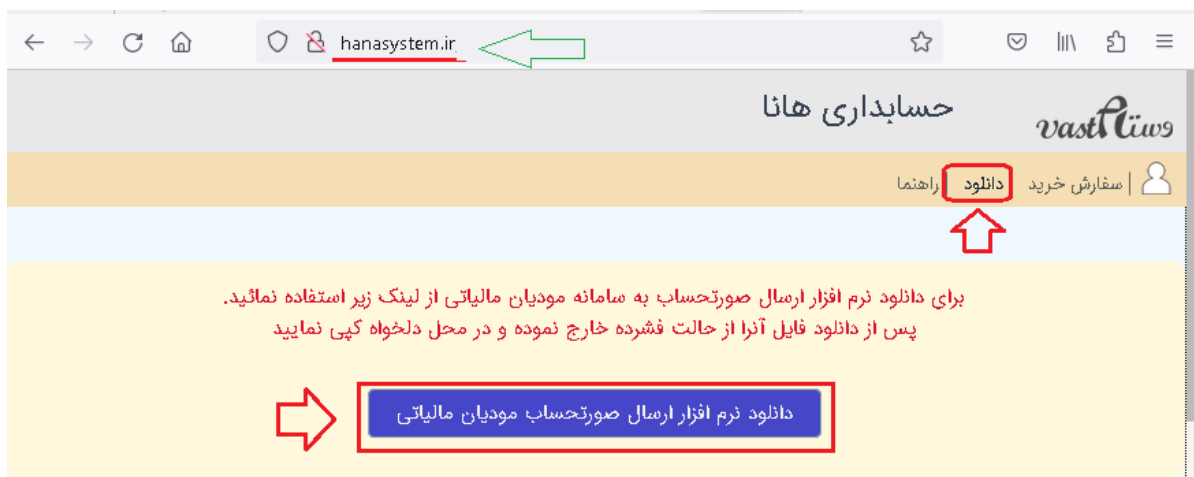 hanasystem.ir
حسابداری هانا
vast
سفارش خرید | دانلود | راهنما
برای دانلود نرم افزار ارسال صورتحساب به سامانه مودیان مالیاتی از لینک زیر استفاده نمائید.
پس از دانلود فایل آنرا از حالت فشرده خارج نموده و در محل دلخواه کپی نمایید
دانلود نرم افزار ارسال صورتحساب مودیان مالیاتی